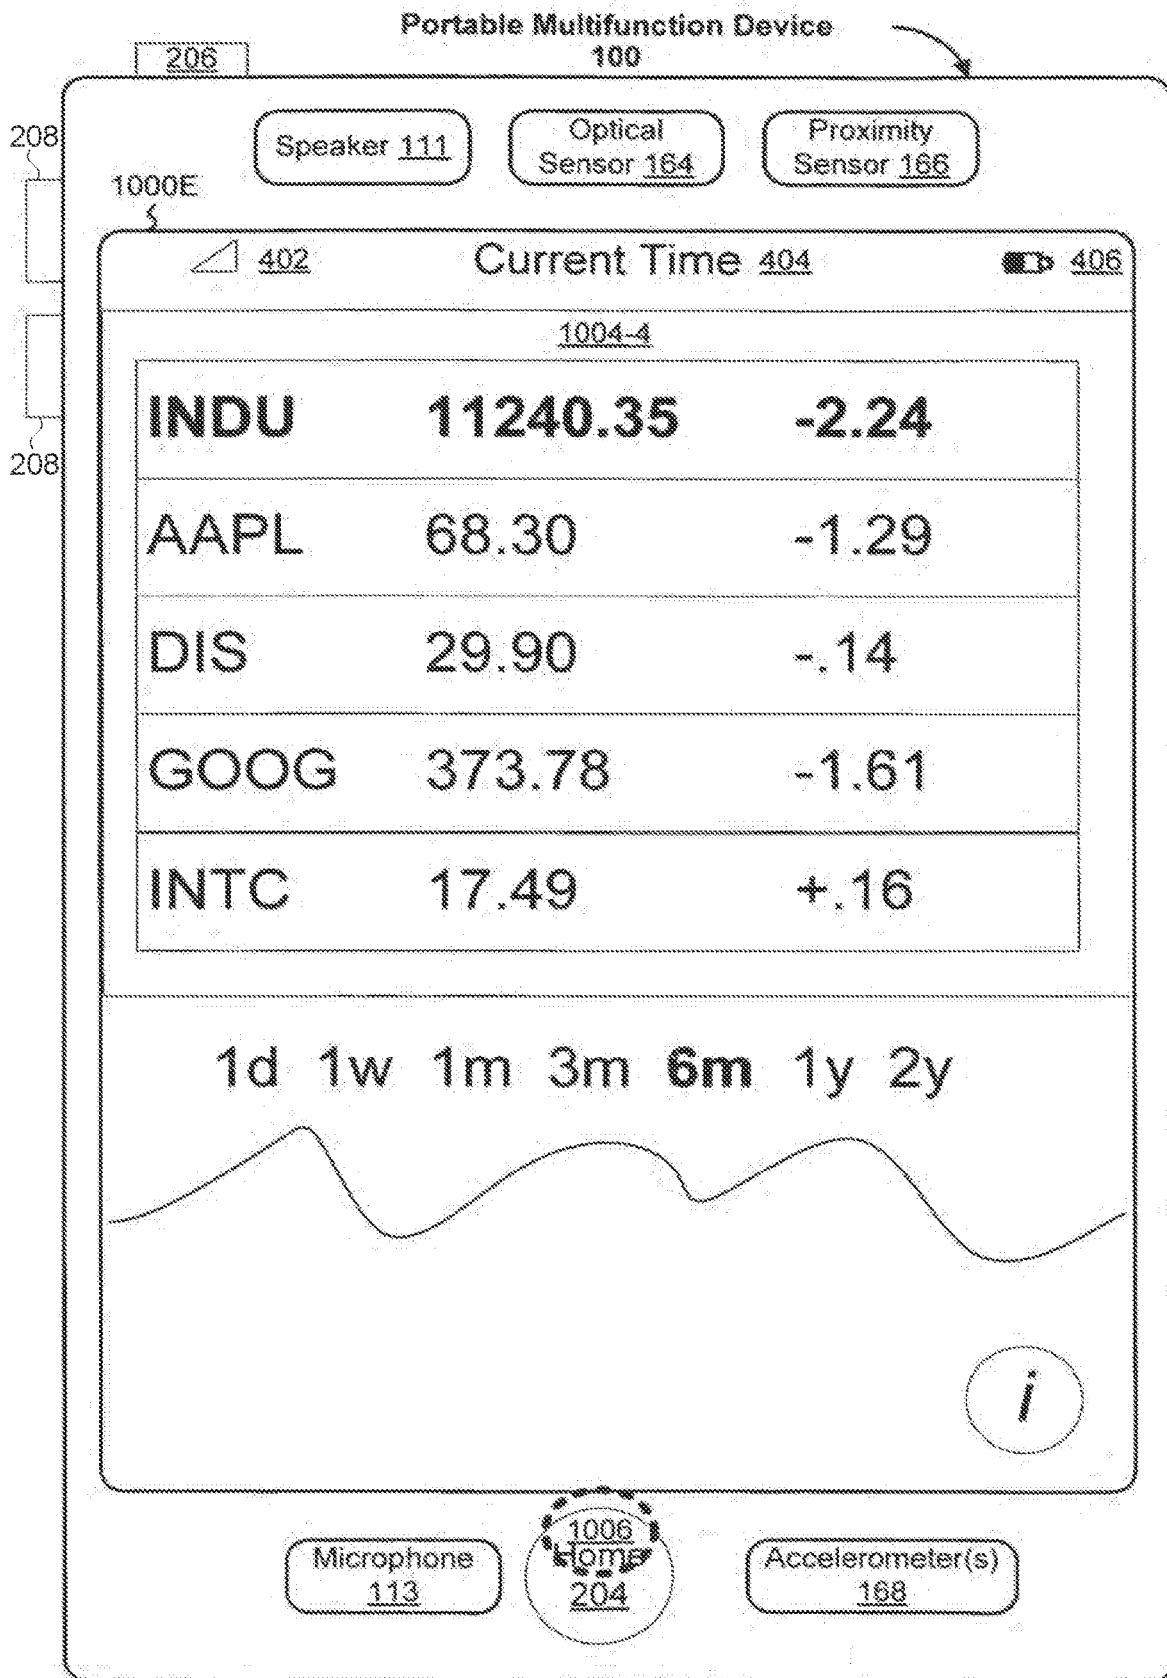 Portable Multifunction Device
100
206
208
Speaker 111
Optical
Sensor 164
Proximity
Sensor 166
1000E
402
Current Time 404
406
1004-4
INDU 11240.35 -2.24
208
AAPL 68.30 -1.29
DIS 29.90 -.14
GOOG 373.78 -1.61
INTC 17.49 +.16
1d 1w 1m 3m 6m 1y 2y
i
1006
Home
204
Microphone
113
Accelerometer(s)
168